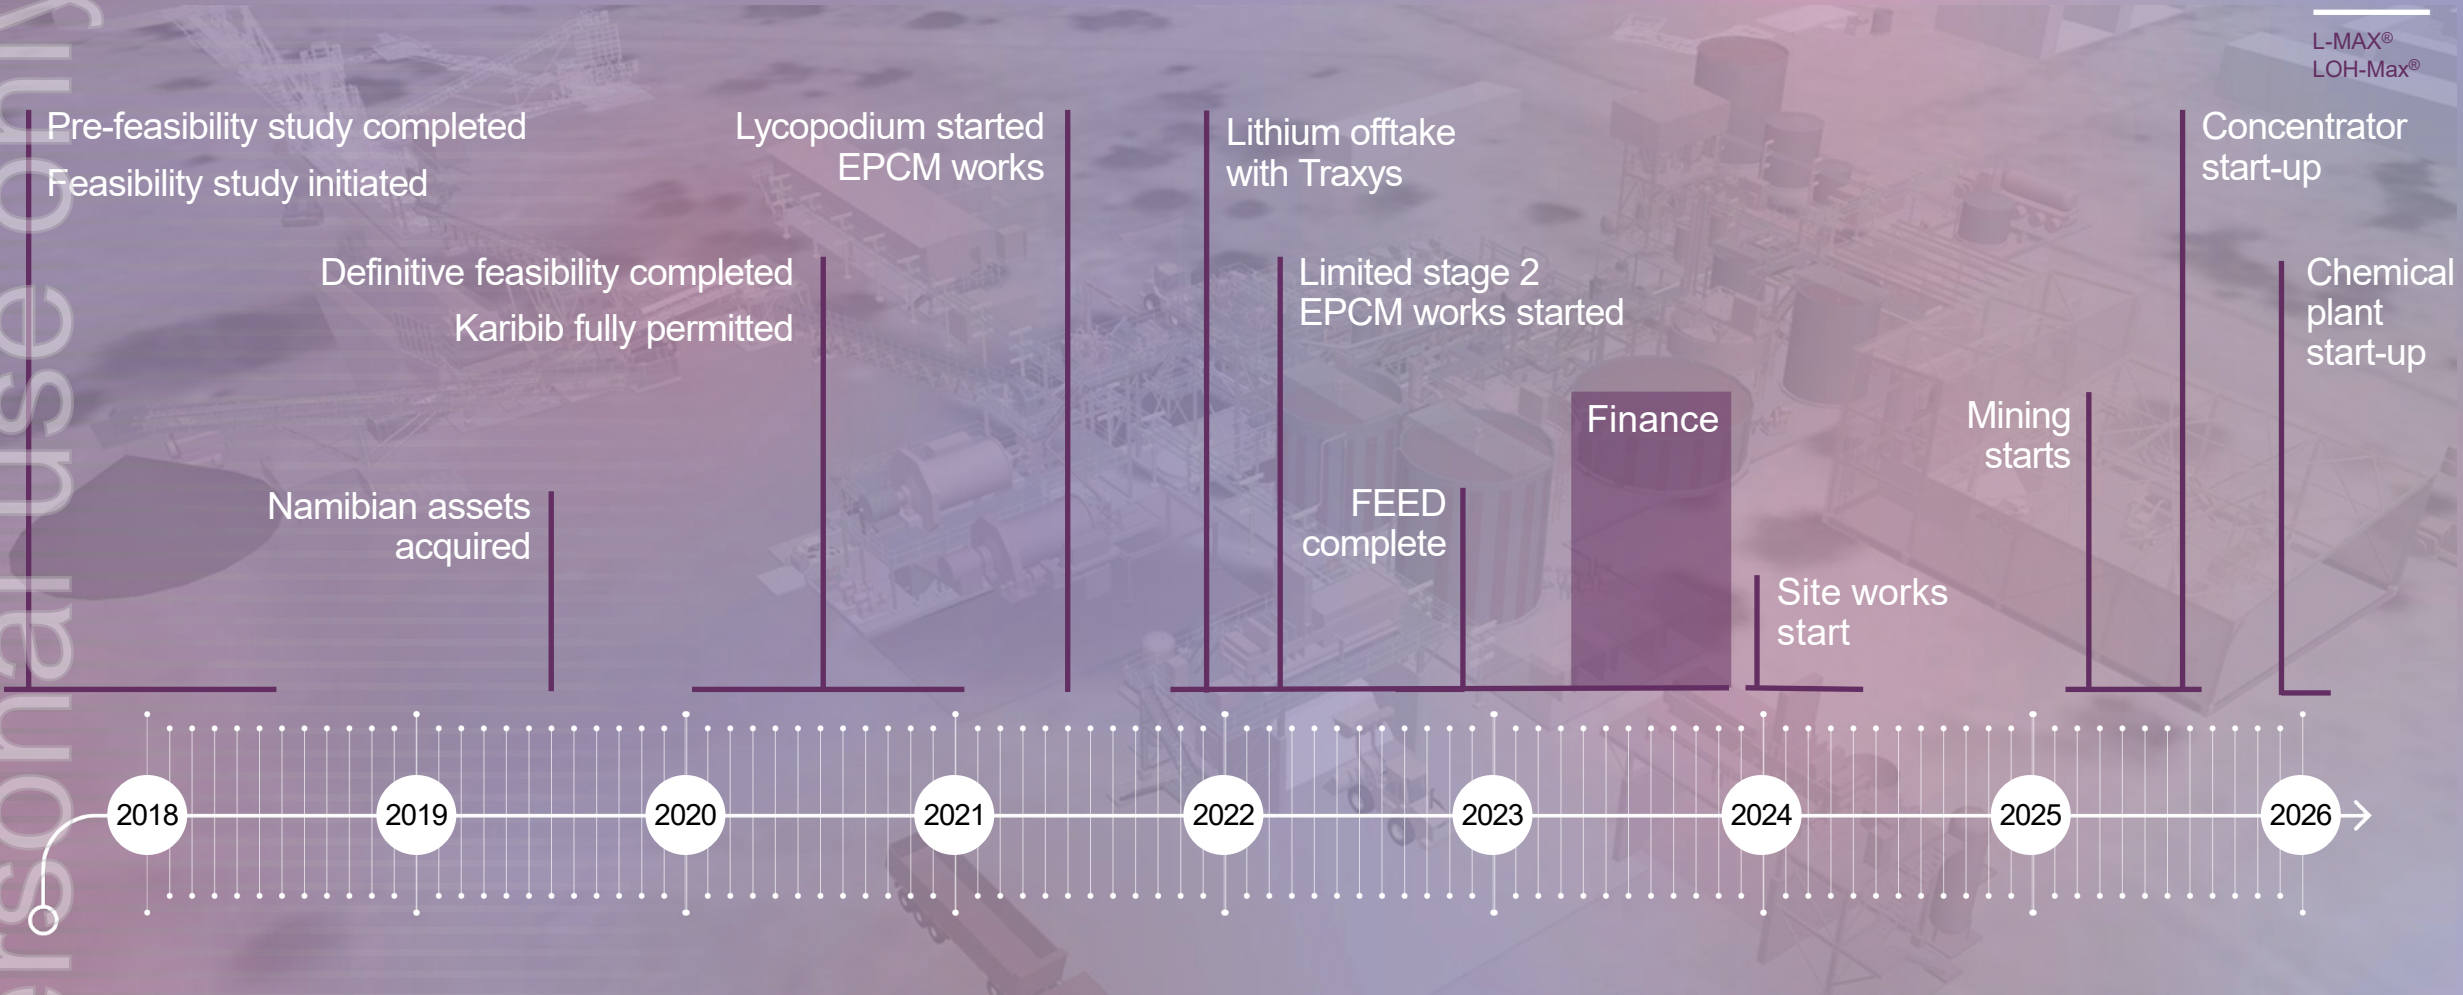 L-MAX®
LOH-Max®
Pre-feasibility study completed
Feasibility study initiated
Lycopodium started
EPCM works
Lithium offtake
with Traxys
Concentrator
start-up
Definitive feasibility completed
Karibib fully permitted
Limited stage 2
EPCM works started
Chemical
plant
start-up
Finance
Mining
starts
Namibian assets
acquired
FEED
complete
Site works
start
2018
2019
2020
2021
2022
2023
2024
2025
2026
ersonal use only